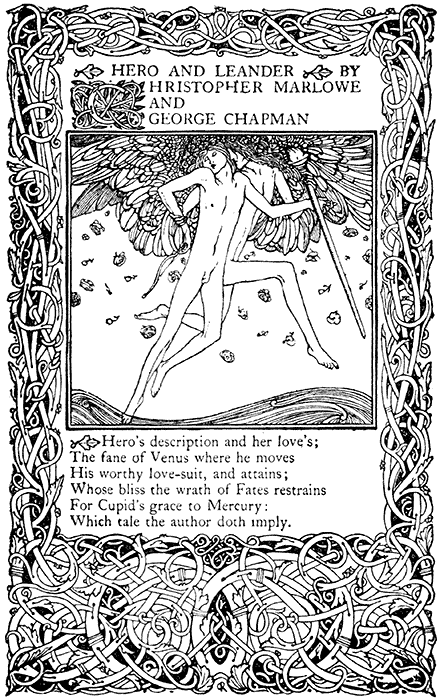 HERO AND LEANDER BY
CHRISTOPHER MARLOWE
AND
GEORGE CHAPMAN
Hero's description and her love's;
The fane of Venus where he moves
His worthy love-suit, and attains;
Whose bliss the wrath of Fates restrains
For Cupid's grace to Mercury:
Which tale the author doth imply.